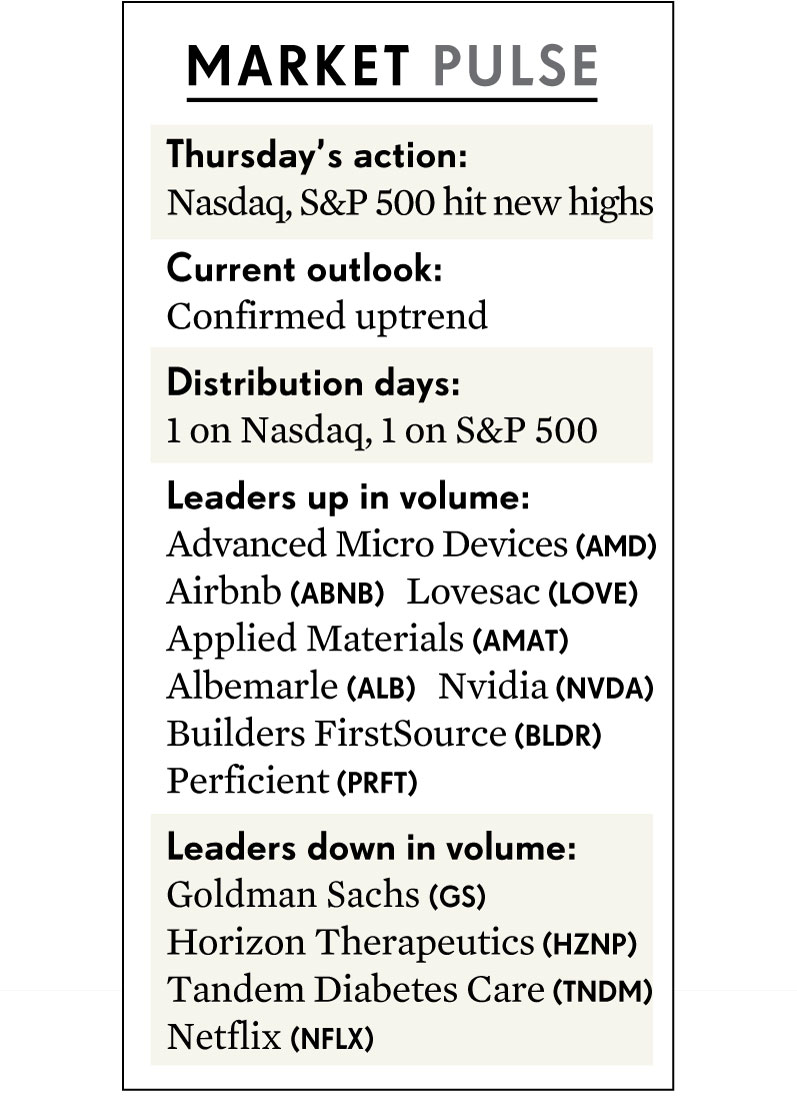 MARKET PULSE
Thursday's action:
Nasdaq, S&P 500 hit new highs
Current outlook:
Confirmed uptrend
Distribution days:
1 on Nasdaq, 1 on S&P 500
Leaders up in volume:
Advanced Micro Devices (AMD)
Airbnb (ABNB) Lovesac (LOVE)
Applied Materials (AMAT)
Albemarle (ALB) Nvidia (NVDA)
Builders FirstSource (BLDR)
Perficient (PRFT)
Leaders down in volume:
Goldman Sachs (GS)
Horizon Therapeutics (HZNP)
Tandem Diabetes Care (TNDM)
Netflix (NFLX)